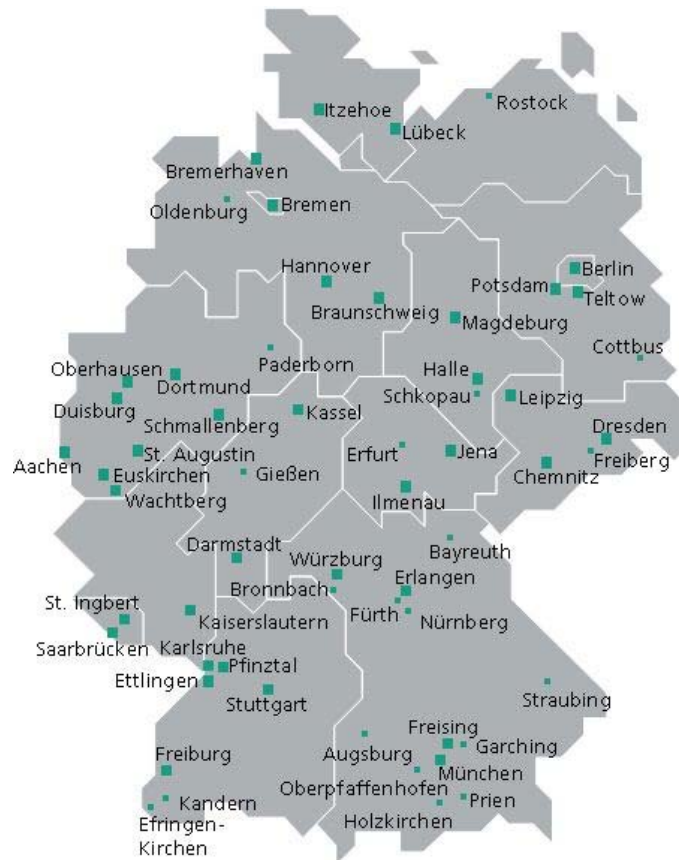 Rostock
Itzehoe
Lübeck
Bremerhaven
Oldenburg
Bremen
Hannover
Berlin
Potsdam
Teltow
Braunschweig
Magdeburg
Cottbus
Paderborn
Oberhausen
Dortmund
Halle
Schkopau
Leipzig
Duisburg
Kassel
Schmallenberg
Dresden
Aachen
St. Augustin
Erfurt
Jena
Freiberg
Euskirchen
Gießen
Chemnitz
Wachtberg
Ilmenau
Darmstadt
Würzburg
Bayreuth
Bronnbach
Erlangen
St. Ingbert
Kaiserslautern
Fürth
Nürnberg
Saarbrücken
Karlsruhe
Pfinztal
Ettlingen
Stuttgart
Straubing
Freising
Garching
Augsburg
Freiburg
München
Oberpfaffenhofen
Kandern
Prien
Holzkirchen
Efringen-
Kirchen